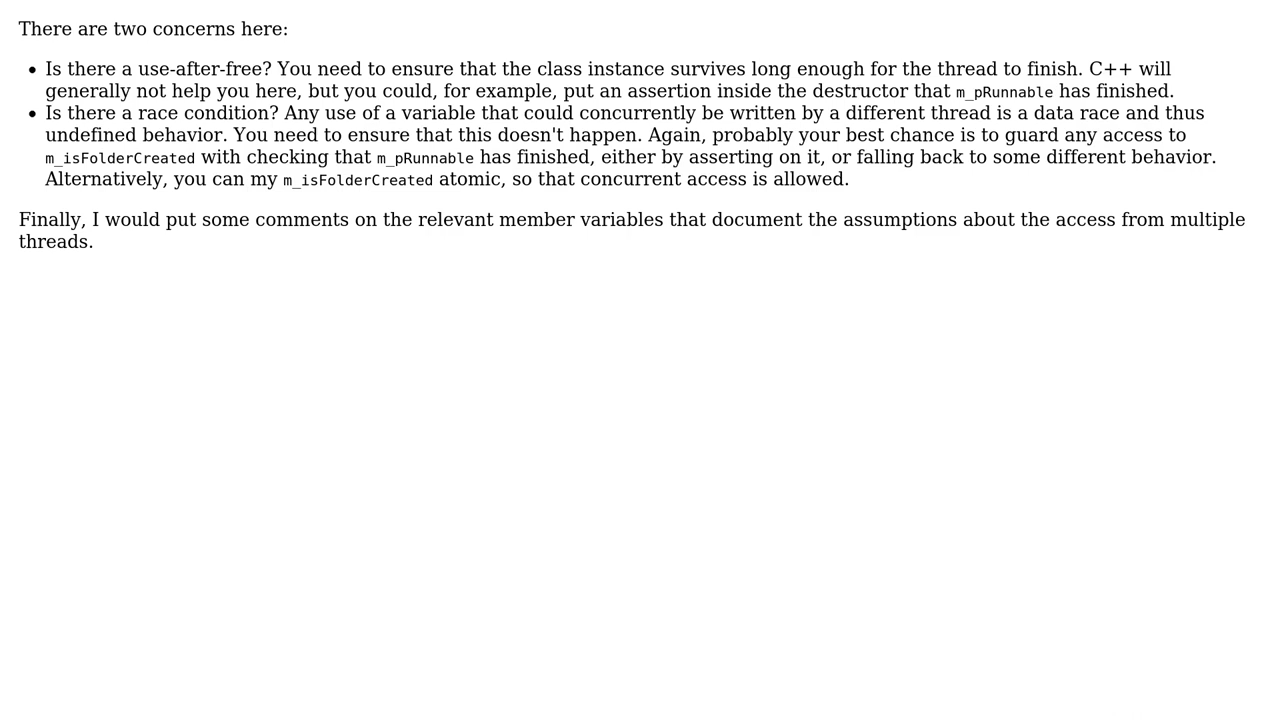 There are two concerns here:
• Is there a use-after-free? You need to ensure that the class instance survives long enough for the thread to finish. C++ will
generally not help you here, but you could, for example, put an assertion inside the destructor that m_pRunnable has finished.
• Is there a race condition? Any use of a variable that could concurrently be written by a different thread is a data race and thus
undefined behavior. You need to ensure that this doesn't happen. Again, probably your best chance is to guard any access to
m_isFolderCreated with checking that m_pRunnable has finished, either by asserting on it, or falling back to some different behavior.
Alternatively, you can my m_isFolderCreated atomic, so that concurrent access is allowed.
Finally, I would put some comments on the relevant member variables that document the assumptions about the access from multiple
threads.